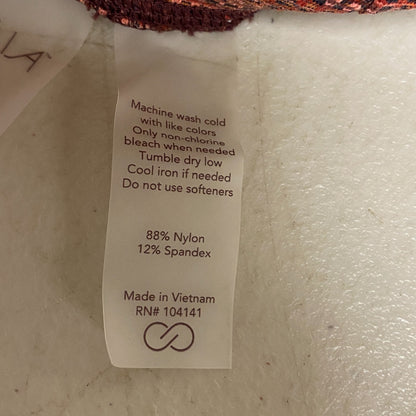 Machine wash cold
with like colors
Only non-chlorine
bleach when needed
Tumble dry low
Cool iron if needed
Do not use softeners
88% Nylon
12% Spandex
Made in Vietnam
RN# 104141